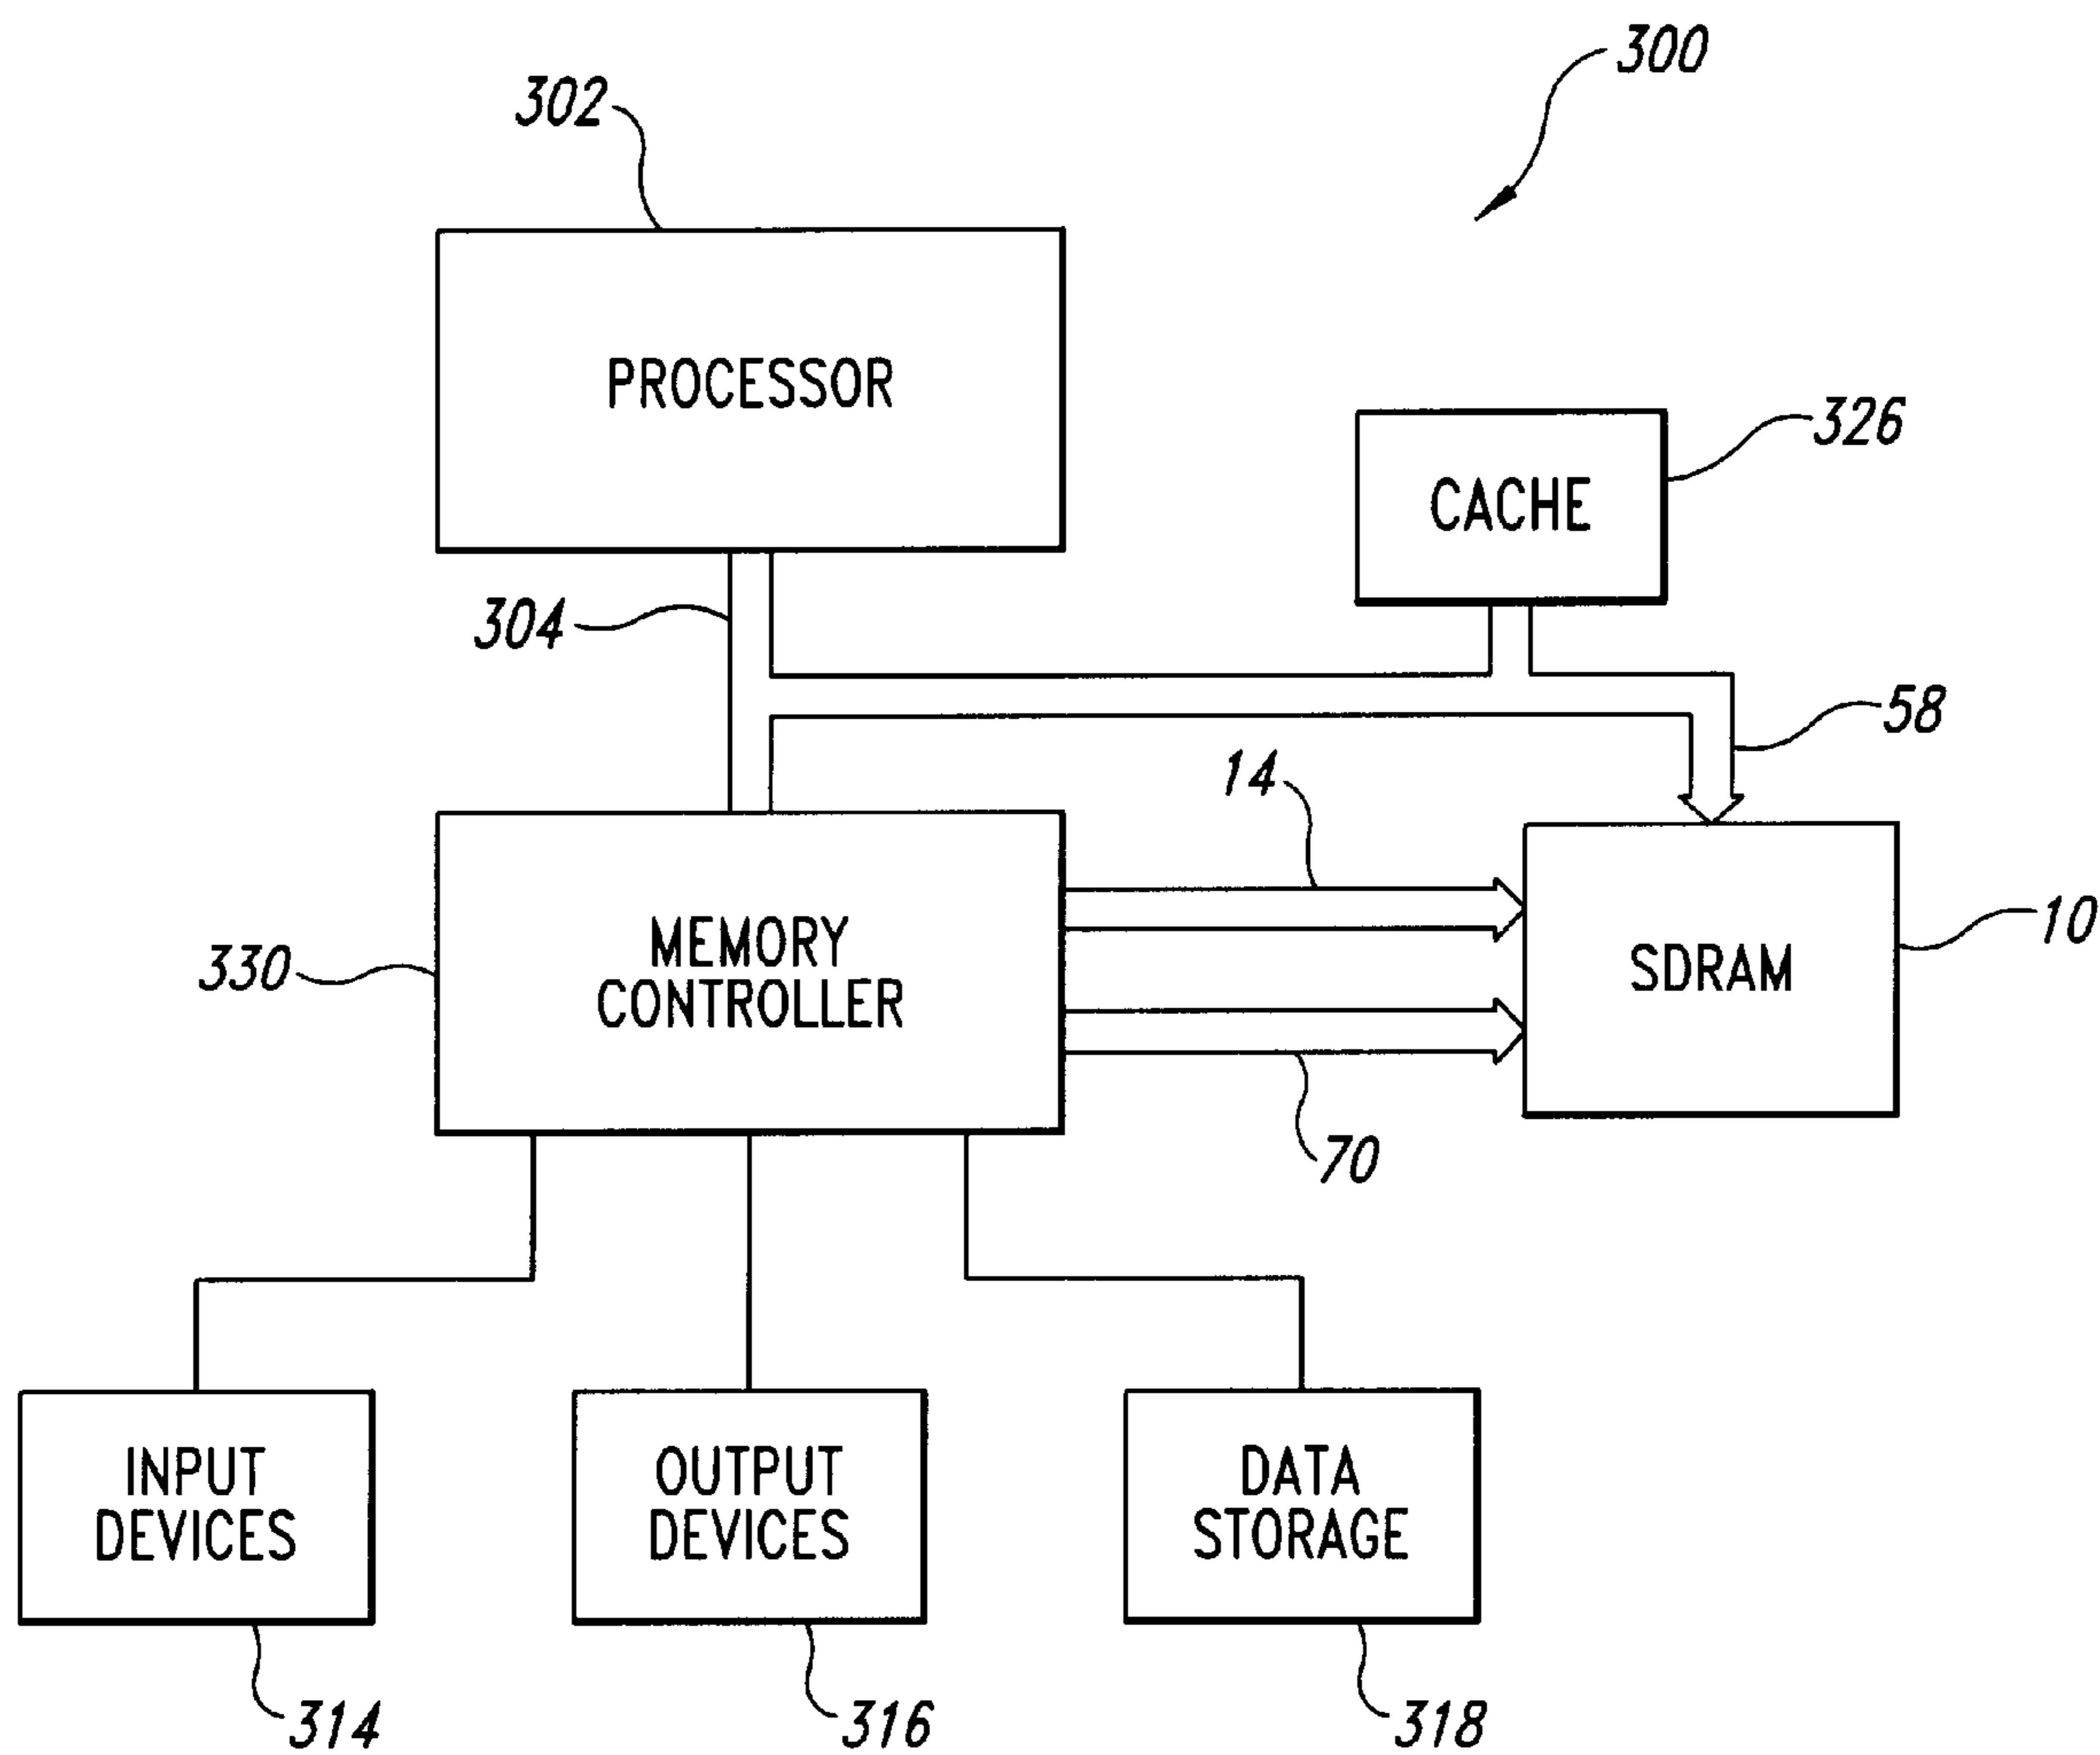 300
302
PROCESSOR
326
CACHE
304
58
14
10
MEMORY
CONTROLLER
330
SDRAM
70
INPUT
DEVICES
OUTPUT
DEVICES
DATA
STORAGE
314
316
318